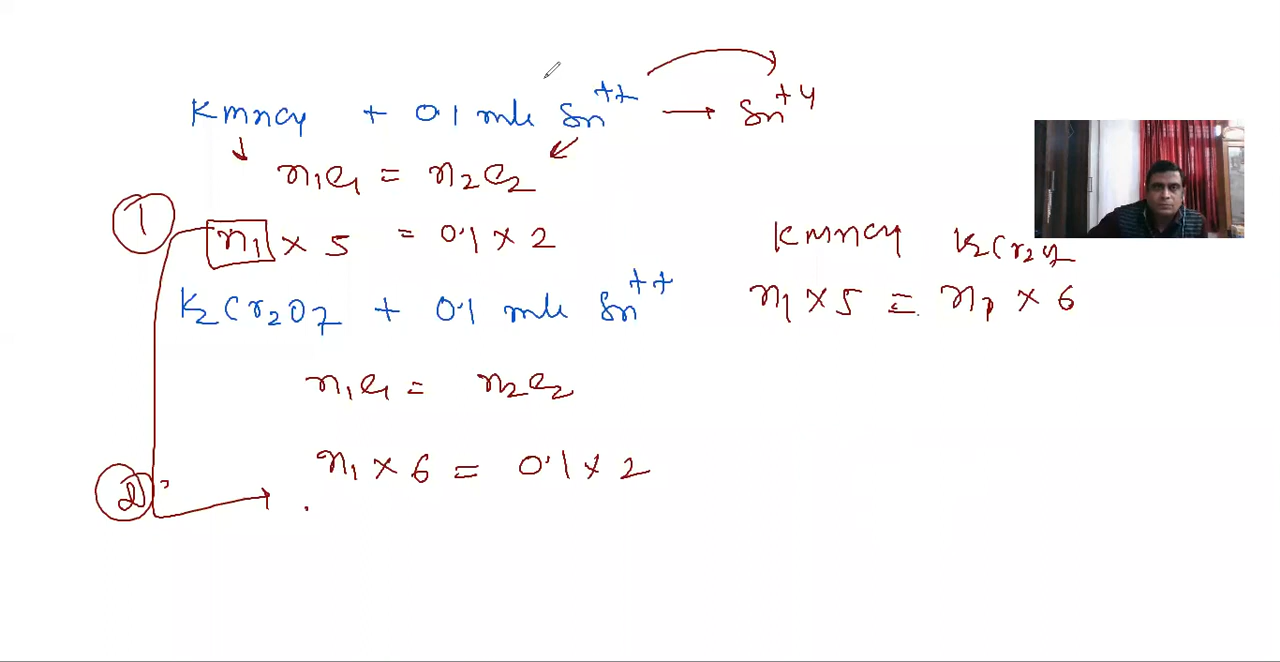 KMnO4 + 0.1 mole Sn++ → Sn+4
n1e1 = n2e2
1
n1 × 5 = 0.1 × 2
KMnO4 K2Cr2O7
K2Cr2O7 + 0.1 mole Sn++
n1 × 5 = n2 × 6
n1e1 = n2e2
n1 × 6 = 0.1 × 2
2